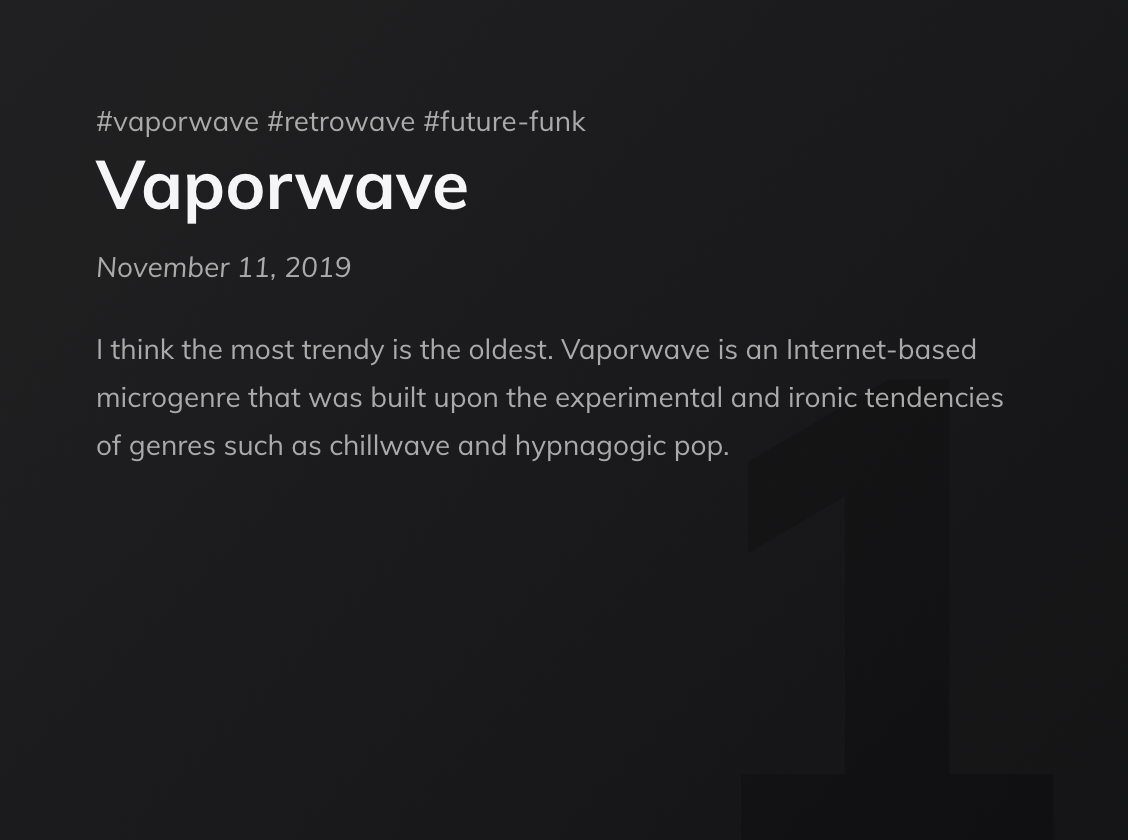 #vaporwave #retrowave #future-funk
Vaporwave
November 11, 2019
I think the most trendy is the oldest. Vaporwave is an Internet-based
microgenre that was built upon the experimental and ironic tendencies
of genres such as chillwave and hypnagogic pop.
1